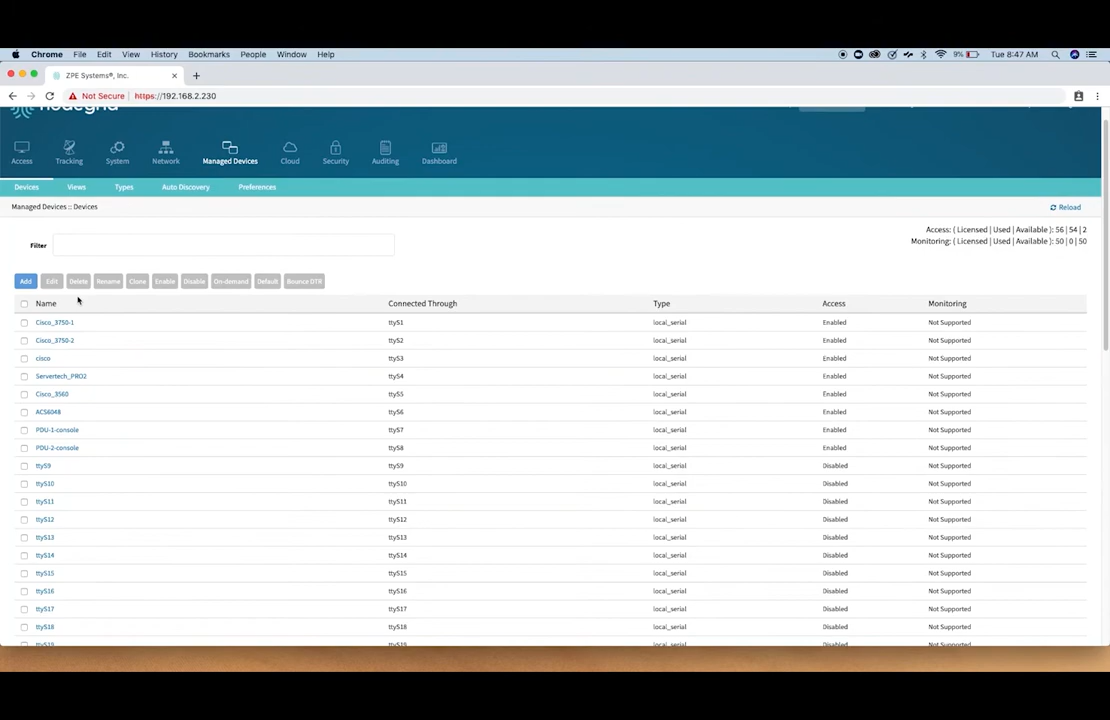 Chrome File Edit View History Bookmarks People Window Help 9% Tue 8:47 AM
ZPE Systems®, Inc.
Not Secure https://192.168.2.230
nodegrid
Access Tracking System Network Managed Devices Cloud Security Auditing Dashboard
Devices Views Types Auto Discovery Preferences
Managed Devices :: Devices Reload
Access: ( Licensed | Used | Available ): 56 | 54 | 2
Monitoring: ( Licensed | Used | Available ): 50 | 0 | 50
Filter
Add Edit Delete Rename Clone Enable Disable On-demand Default Bounce DTR
Name Connected Through Type Access Monitoring
Cisco_3750-1 ttyS1 local_serial Enabled Not Supported
Cisco_3750-2 ttyS2 local_serial Enabled Not Supported
cisco ttyS3 local_serial Enabled Not Supported
Servertech_PRO2 ttyS4 local_serial Enabled Not Supported
Cisco_3560 ttyS5 local_serial Enabled Not Supported
ACS6048 ttyS6 local_serial Enabled Not Supported
PDU-1-console ttyS7 local_serial Enabled Not Supported
PDU-2-console ttyS8 local_serial Enabled Not Supported
ttyS9 ttyS9 local_serial Disabled Not Supported
ttyS10 ttyS10 local_serial Disabled Not Supported
ttyS11 ttyS11 local_serial Disabled Not Supported
ttyS12 ttyS12 local_serial Disabled Not Supported
ttyS13 ttyS13 local_serial Disabled Not Supported
ttyS14 ttyS14 local_serial Disabled Not Supported
ttyS15 ttyS15 local_serial Disabled Not Supported
ttyS16 ttyS16 local_serial Disabled Not Supported
ttyS17 ttyS17 local_serial Disabled Not Supported
ttyS18 ttyS18 local_serial Disabled Not Supported
ttyS19 ttyS19 local_serial Disabled Not Supported